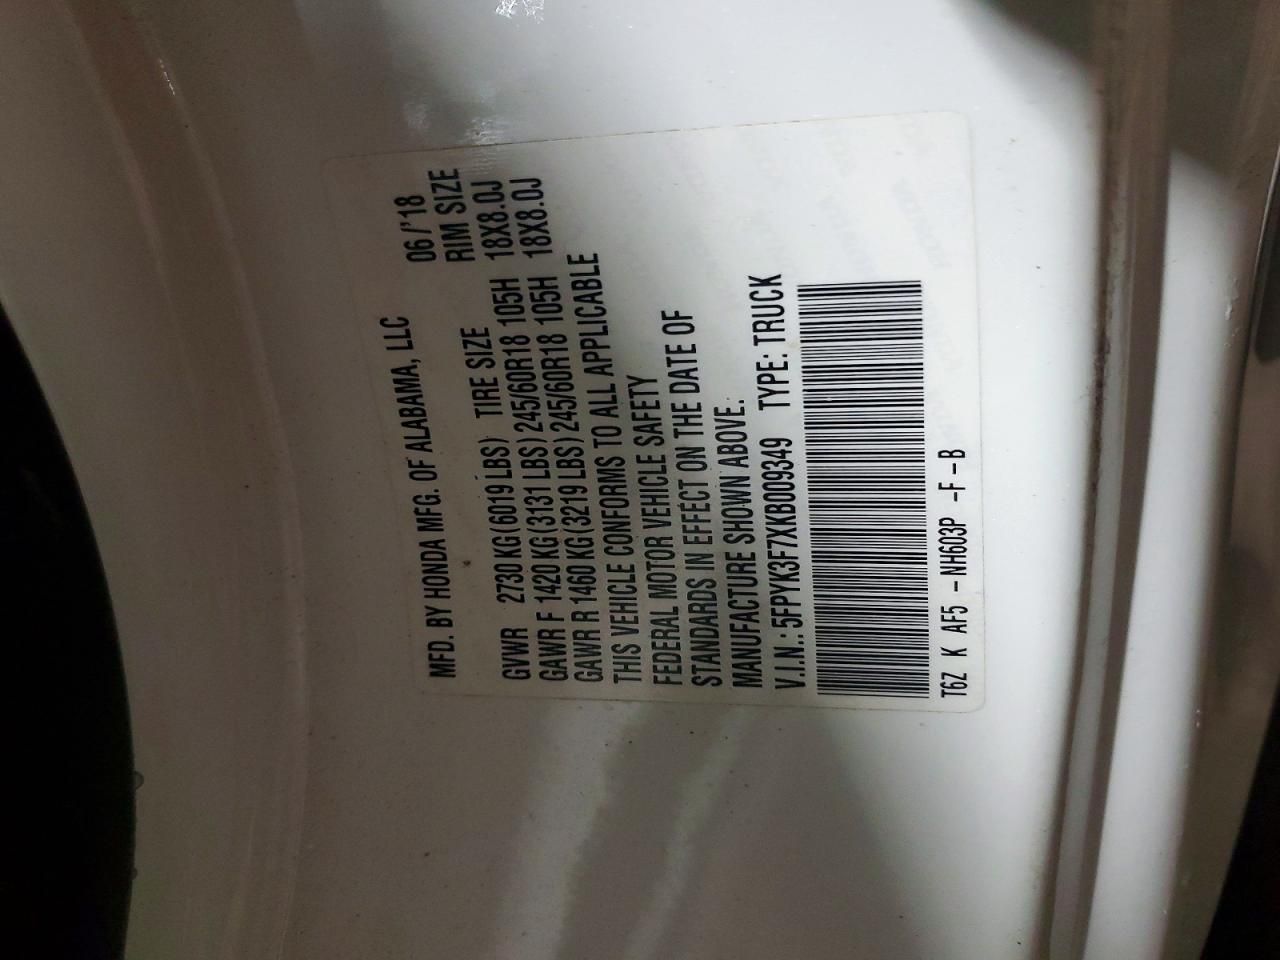 MFD. BY HONDA MFG. OF ALABAMA, LLC 06/'18
TIRE SIZE RIM SIZE
GVWR 2730 KG(6019 LBS)
GAWR F 1420 KG(3131 LBS) 245/60R18 105H 18X8.0J
GAWR R 1460 KG(3219 LBS) 245/60R18 105H 18X8.0J
THIS VEHICLE CONFORMS TO ALL APPLICABLE
FEDERAL MOTOR VEHICLE SAFETY
STANDARDS IN EFFECT ON THE DATE OF
MANUFACTURE SHOWN ABOVE.
V.I.N.: 5FPYK3F7XKB009349 TYPE: TRUCK
T6Z K AF5 -NH603P -F-B